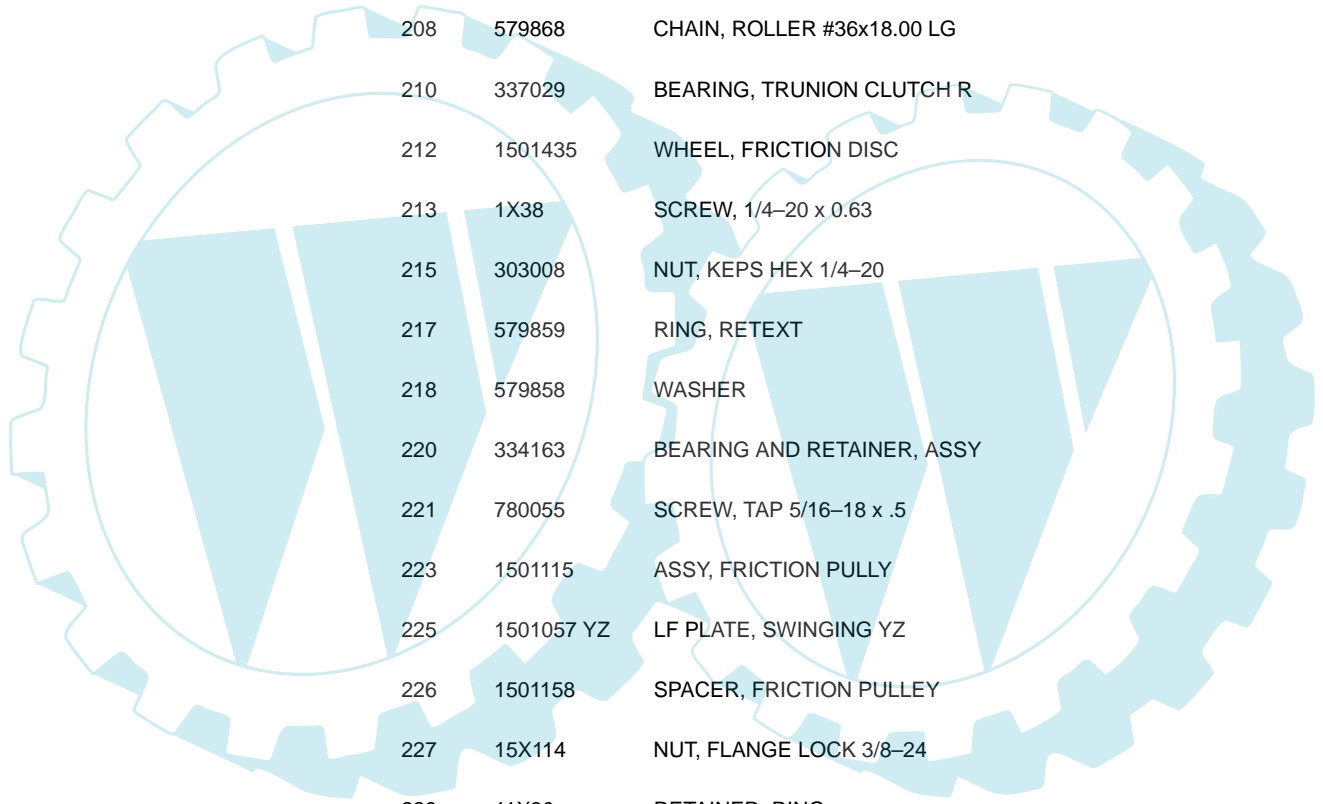 208 579868 CHAIN, ROLLER #36x18.00 LG
210 337029 BEARING, TRUNION CLUTCH R
212 1501435 WHEEL, FRICTION DISC
213 1X38 SCREW, 1/4–20 x 0.63
215 303008 NUT, KEPS HEX 1/4–20
217 579859 RING, RETEXT
218 579858 WASHER
220 334163 BEARING AND RETAINER, ASSY
221 780055 SCREW, TAP 5/16–18 x .5
223 1501115 ASSY, FRICTION PULLY
225 1501057 YZ LF PLATE, SWINGING YZ
226 1501158 SPACER, FRICTION PULLEY
227 15X114 NUT, FLANGE LOCK 3/8–24